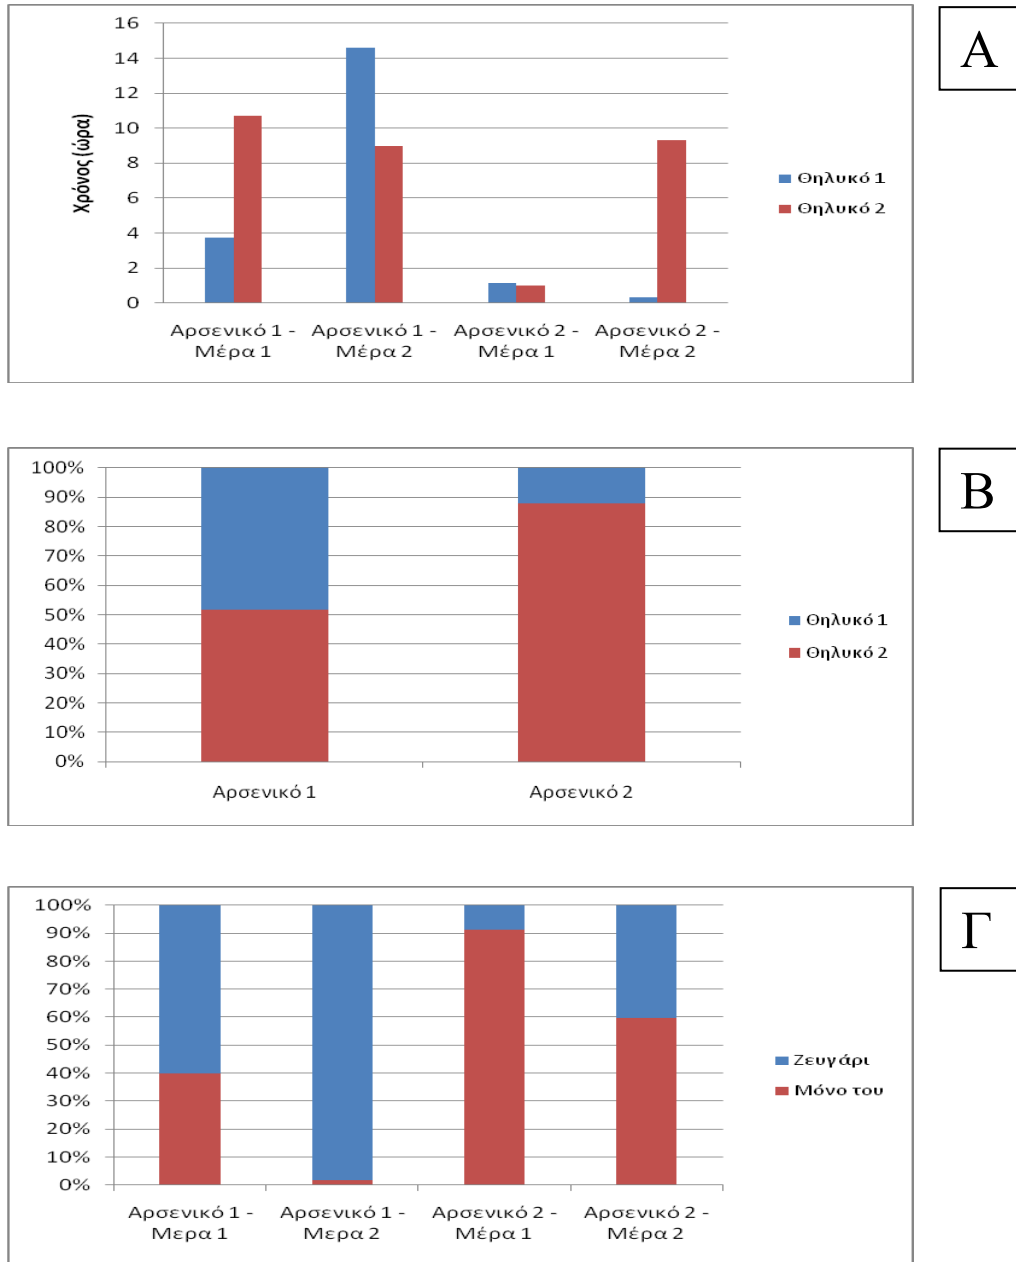 Α
16
14
12
10
8
6
4
2
0
Χρόνος (ώρα)
Θηλυκό 1
Θηλυκό 2
Αρσενικό 1 - Αρσενικό 1 - Αρσενικό 2 - Αρσενικό 2 -
Μέρα 1 Μέρα 2 Μέρα 1 Μέρα 2
Β
100%
90%
80%
70%
60%
50%
40%
30%
20%
10%
0%
Θηλυκό 1
Θηλυκό 2
Αρσενικό 1 Αρσενικό 2
Γ
100%
90%
80%
70%
60%
50%
40%
30%
20%
10%
0%
Ζευγάρι
Μόνο του
Αρσενικό 1 - Αρσενικό 1 - Αρσενικό 2 - Αρσενικό 2 -
Μερα 1 Μερα 2 Μέρα 1 Μέρα 2